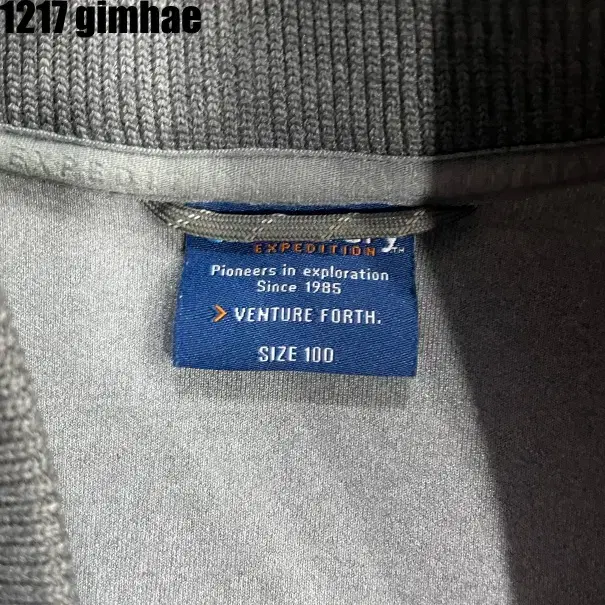 1217 gimhae
EXPEDITION
Pioneers in exploration
Since 1985
VENTURE FORTH.
SIZE 100